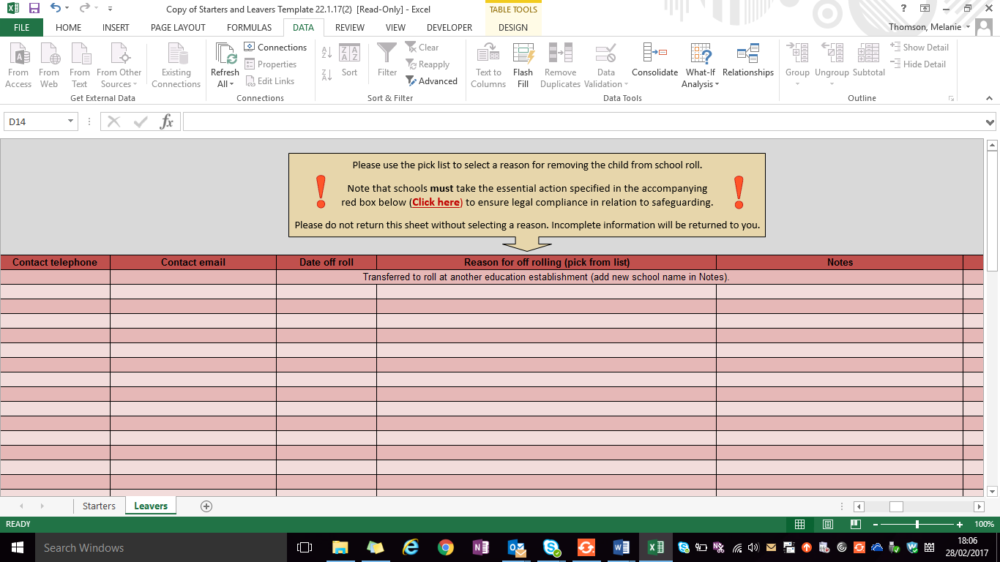 Copy of Starters and Leavers Template 22.1.17(2) [Read-Only] - Excel
TABLE TOOLS
?
FILE HOME INSERT PAGE LAYOUT FORMULAS DATA REVIEW VIEW DEVELOPER DESIGN
Thomson, Melanie
From Access
From Web
From Text
From Other Sources
Existing Connections
Get External Data
Refresh All
Connections
Properties
Edit Links
Connections
Sort
Filter
Clear
Reapply
Advanced
Sort & Filter
Text to Columns
Flash Fill
Remove Duplicates
Data Validation
Consolidate
What-If Analysis
Relationships
Data Tools
Group
Ungroup
Subtotal
Show Detail
Hide Detail
Outline
D14
fx
Please use the pick list to select a reason for removing the child from school roll.
Note that schools must take the essential action specified in the accompanying
red box below (Click here) to ensure legal compliance in relation to safeguarding.
Please do not return this sheet without selecting a reason. Incomplete information will be returned to you.
Contact telephone Contact email Date off roll Reason for off rolling (pick from list) Notes
Transferred to roll at another education establishment (add new school name in Notes).
Starters Leavers
READY
100%
Search Windows
18:06
28/02/2017